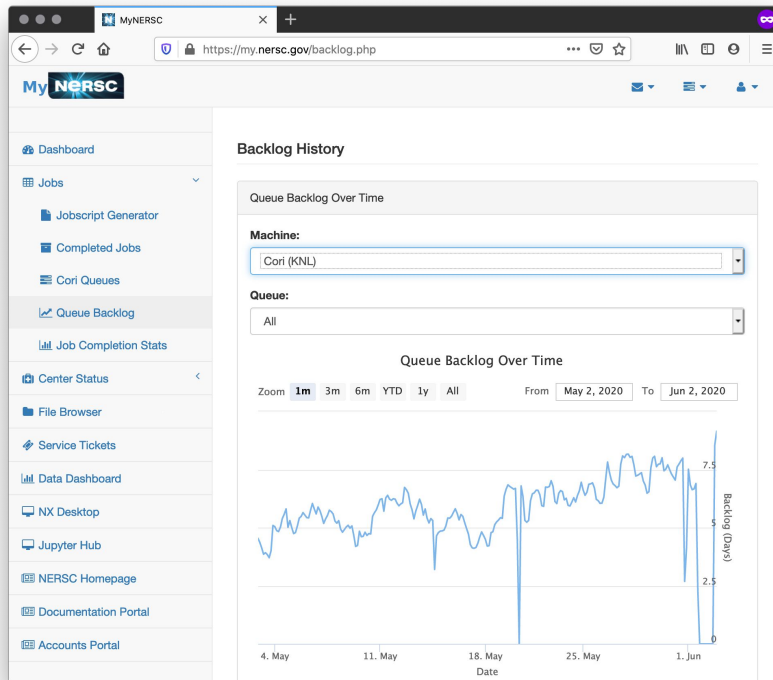 MyNERSC
https://my.nersc.gov/backlog.php
My NERSC
Dashboard
Jobs
Jobscript Generator
Completed Jobs
Cori Queues
Queue Backlog
Job Completion Stats
Center Status
File Browser
Service Tickets
Data Dashboard
NX Desktop
Jupyter Hub
NERSC Homepage
Documentation Portal
Accounts Portal
Backlog History
Queue Backlog Over Time
Machine:
Cori (KNL)
Queue:
All
Queue Backlog Over Time
Zoom 1m 3m 6m YTD 1y All From May 2, 2020 To Jun 2, 2020
7.5
5
2.5
0
Backlog (Days)
4. May 11. May 18. May 25. May 1. Jun
Date